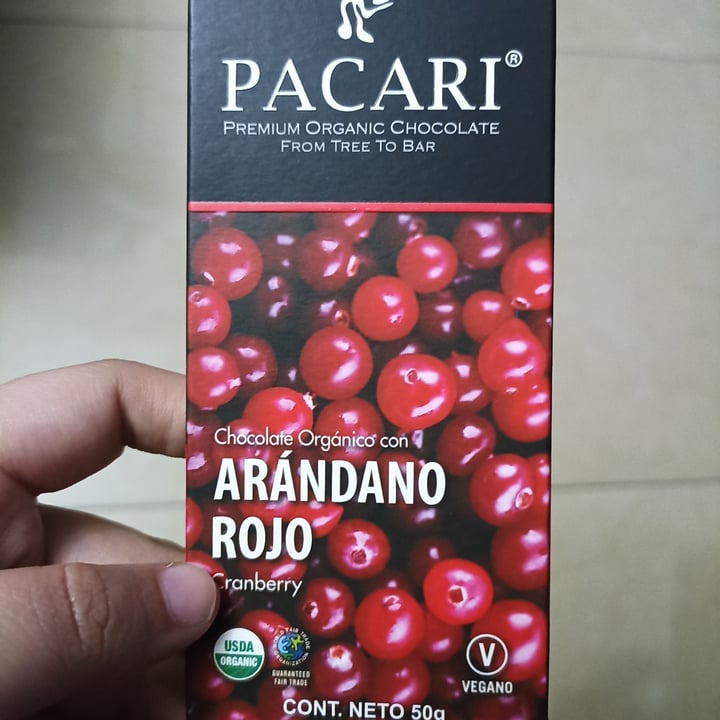 PACARI®
PREMIUM ORGANIC CHOCOLATE
FROM TREE TO BAR
Chocolate Orgánico con
ARÁNDANO
ROJO
Cranberry
USDA
ORGANIC
GUARANTEED
FAIR TRADE
V
VEGANO
CONT. NETO 50g